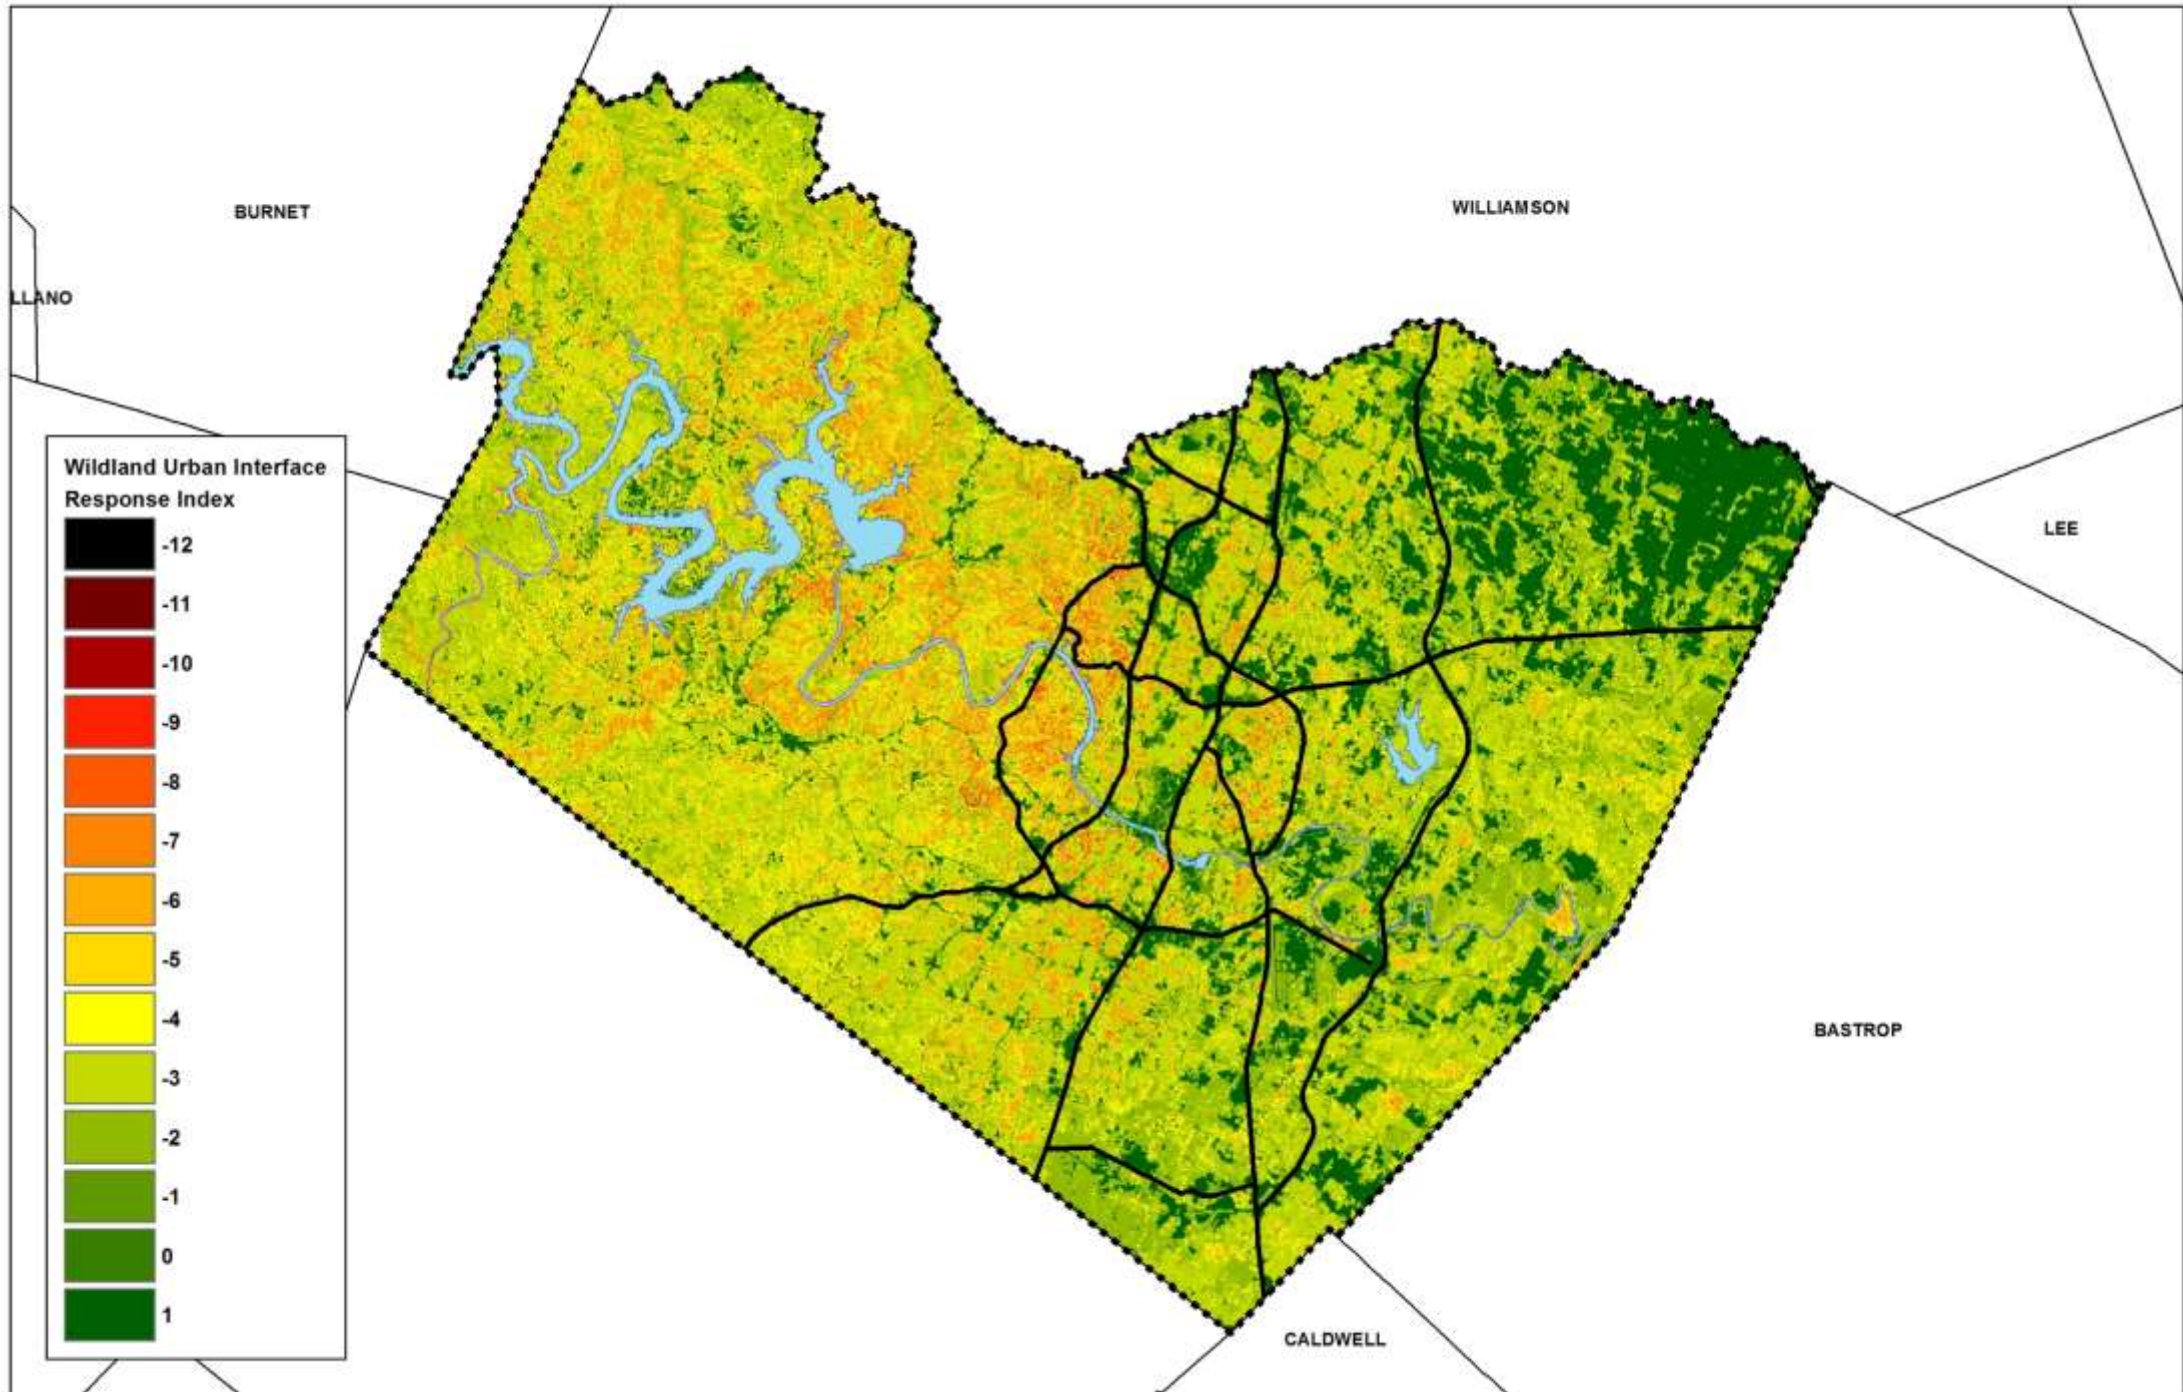 BURNET
WILLIAMSON
LLANO
LEE
BASTROP
CALDWELL
Wildland Urban Interface
Response Index
-12
-11
-10
-9
-8
-7
-6
-5
-4
-3
-2
-1
0
1